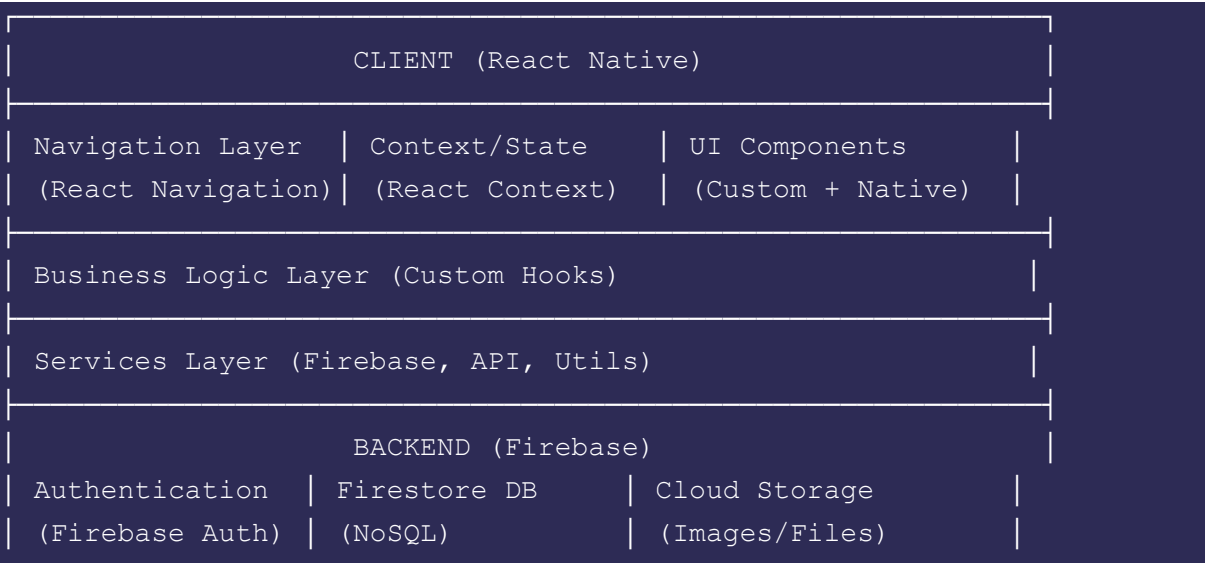 CLIENT (React Native)
Navigation Layer │ Context/State │ UI Components
(React Navigation)│ (React Context) │ (Custom + Native)
Business Logic Layer (Custom Hooks)
Services Layer (Firebase, API, Utils)
BACKEND (Firebase)
Authentication │ Firestore DB │ Cloud Storage
(Firebase Auth) │ (NoSQL) │ (Images/Files)